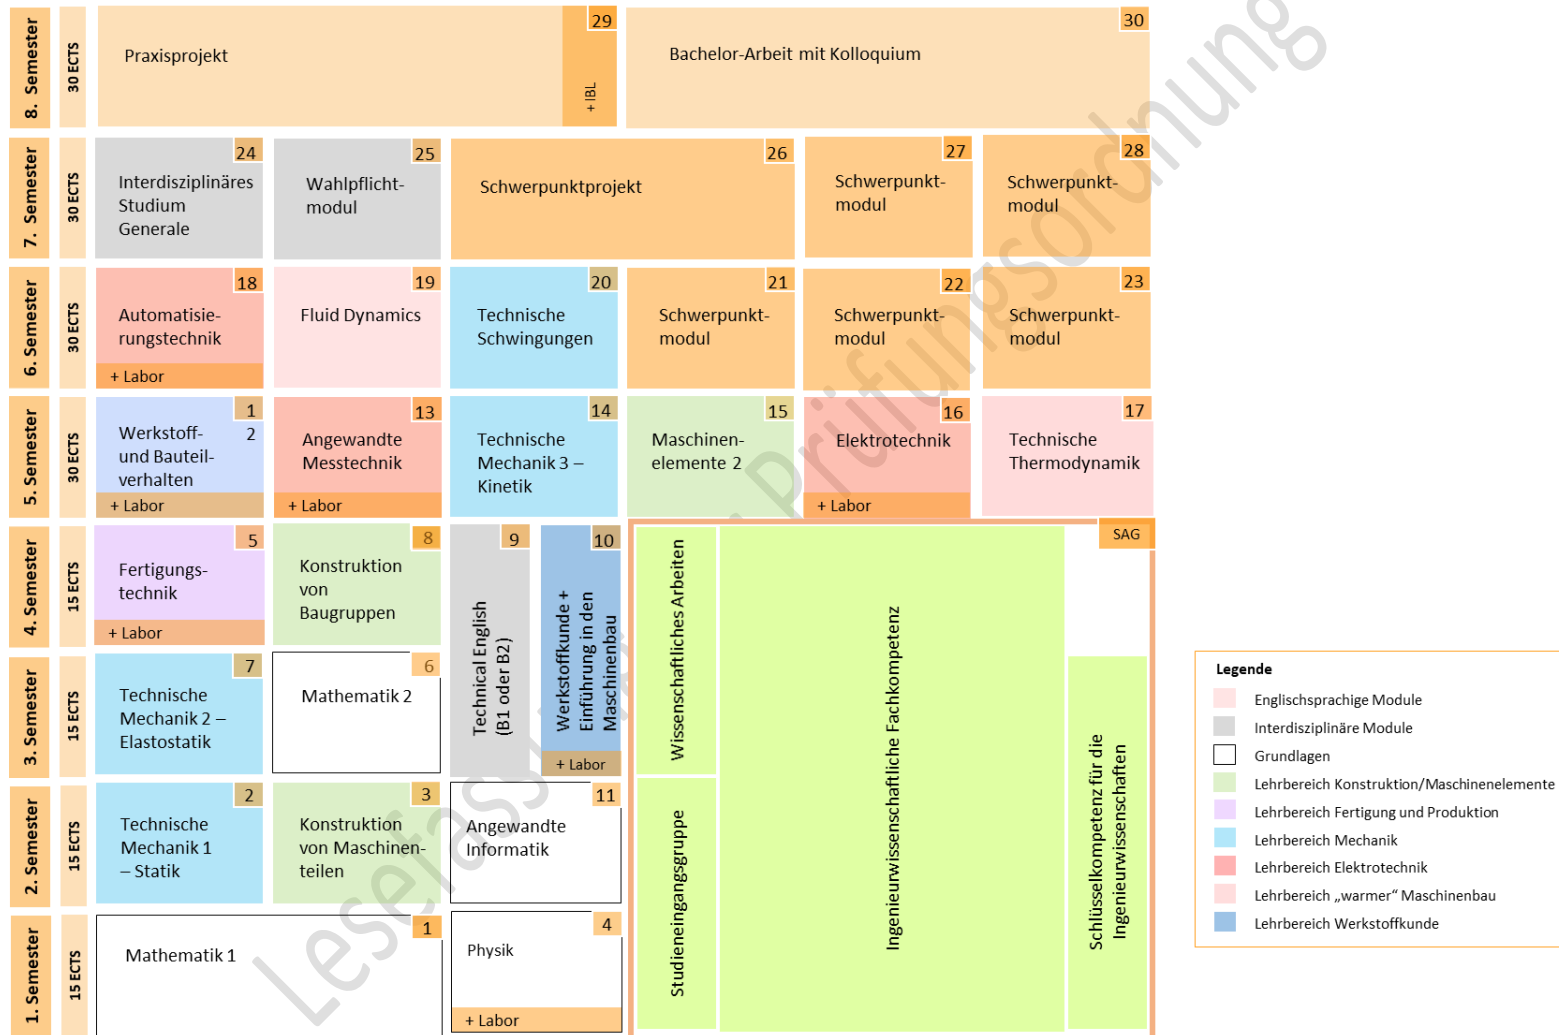 8. Semester
30 ECTS
Praxisprojekt
29
+ IBL
Bachelor-Arbeit mit Kolloquium
30
7. Semester
30 ECTS
24
Interdisziplinäres
Studium
Generale
25
Wahlpflicht-
modul
26
Schwerpunktprojekt
27
Schwerpunkt-
modul
28
Schwerpunkt-
modul
6. Semester
30 ECTS
18
Automatisie-
rungstechnik
+ Labor
19
Fluid Dynamics
20
Technische
Schwingungen
21
Schwerpunkt-
modul
22
Schwerpunkt-
modul
23
Schwerpunkt-
modul
5. Semester
30 ECTS
1
2
Werkstoff-
und Bauteil-
verhalten
+ Labor
13
Angewandte
Messtechnik
+ Labor
14
Technische
Mechanik 3 –
Kinetik
15
Maschinen-
elemente 2
16
Elektrotechnik
+ Labor
17
Technische
Thermodynamik
4. Semester
15 ECTS
5
Fertigungs-
technik
+ Labor
8
Konstruktion
von
Baugruppen
9
Technical English
(B1 oder B2)
10
Werkstoffkunde +
Einführung in den
Maschinenbau
+ Labor
SAG
Wissenschaftliches Arbeiten
Ingenieurwissenschaftliche Fachkompetenz
3. Semester
15 ECTS
7
Technische
Mechanik 2 –
Elastostatik
6
Mathematik 2
Schlüsselkompetenz für die
Ingenieurwissenschaften
2. Semester
15 ECTS
2
Technische
Mechanik 1
– Statik
3
Konstruktion
von Maschinen-
teilen
11
Angewandte
Informatik
Studieneingangsgruppe
1. Semester
15 ECTS
1
Mathematik 1
4
Physik
+ Labor
Legende
Englischsprachige Module
Interdisziplinäre Module
Grundlagen
Lehrbereich Konstruktion/Maschinenelemente
Lehrbereich Fertigung und Produktion
Lehrbereich Mechanik
Lehrbereich Elektrotechnik
Lehrbereich „warmer“ Maschinenbau
Lehrbereich Werkstoffkunde
Prüfungsordnung